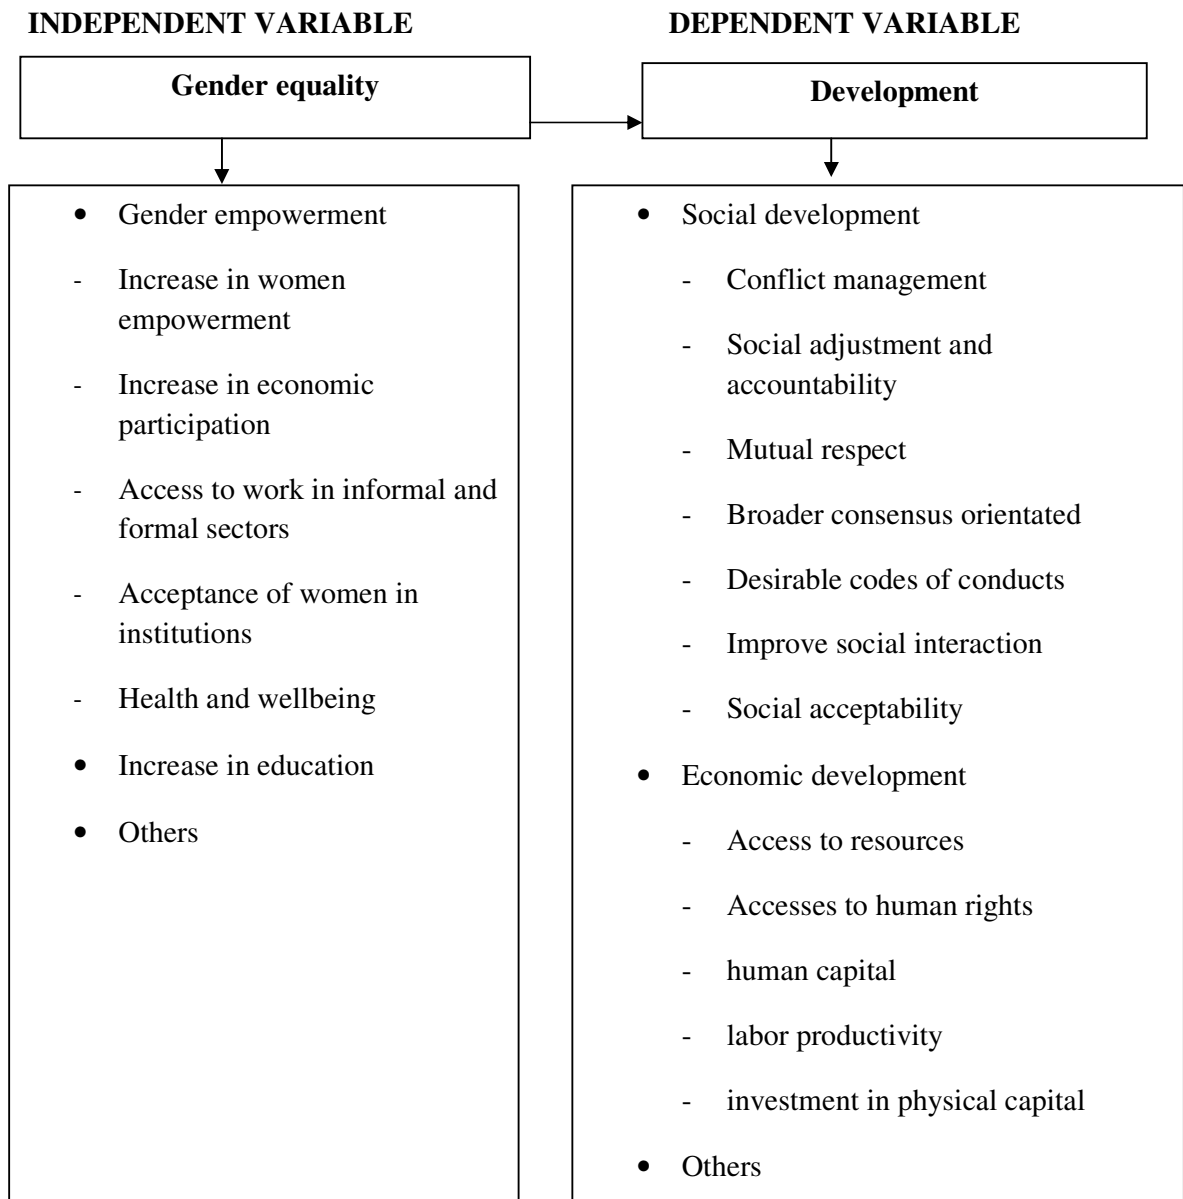 INDEPENDENT VARIABLE
DEPENDENT VARIABLE
Gender equality
Development
• Gender empowerment
- Increase in women
empowerment
- Increase in economic
participation
- Access to work in informal and
formal sectors
- Acceptance of women in
institutions
- Health and wellbeing
• Increase in education
• Others
• Social development
- Conflict management
- Social adjustment and
accountability
- Mutual respect
- Broader consensus orientated
- Desirable codes of conducts
- Improve social interaction
- Social acceptability
• Economic development
- Access to resources
- Accesses to human rights
- human capital
- labor productivity
- investment in physical capital
• Others